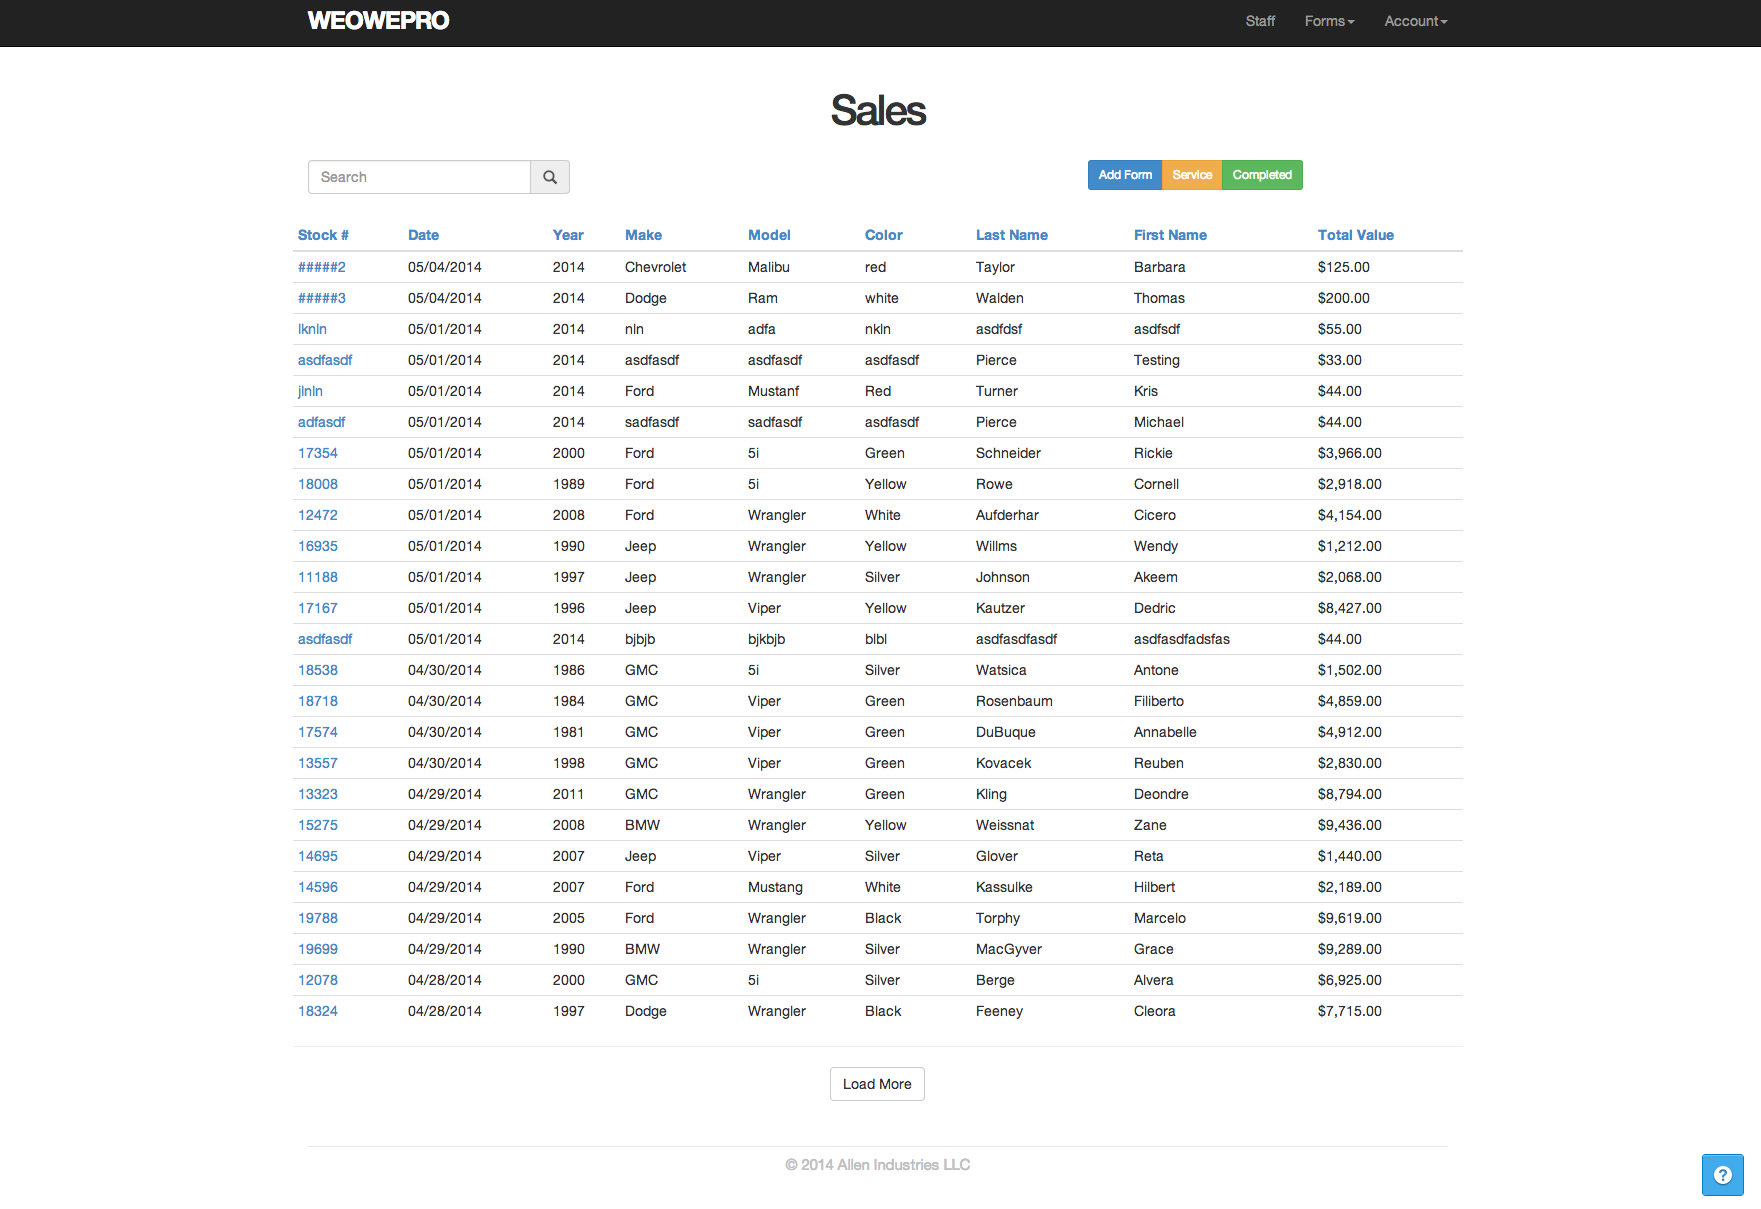 WEOWEPRO Staff Forms Account
Sales
Search Add Form Service Completed
Stock # Date Year Make Model Color Last Name First Name Total Value
#####2 05/04/2014 2014 Chevrolet Malibu red Taylor Barbara $125.00
#####3 05/04/2014 2014 Dodge Ram white Walden Thomas $200.00
lknln 05/01/2014 2014 nln adfa nkln asdfdsf asdfsdf $55.00
asdfasdf 05/01/2014 2014 asdfasdf asdfasdf asdfasdf Pierce Testing $33.00
jlnln 05/01/2014 2014 Ford Mustanf Red Turner Kris $44.00
adfasdf 05/01/2014 2014 sadfasdf sadfasdf asdfasdf Pierce Michael $44.00
17354 05/01/2014 2000 Ford 5i Green Schneider Rickie $3,966.00
18008 05/01/2014 1989 Ford 5i Yellow Rowe Cornell $2,918.00
12472 05/01/2014 2008 Ford Wrangler White Aufderhar Cicero $4,154.00
16935 05/01/2014 1990 Jeep Wrangler Yellow Willms Wendy $1,212.00
11188 05/01/2014 1997 Jeep Wrangler Silver Johnson Akeem $2,068.00
17167 05/01/2014 1996 Jeep Viper Yellow Kautzer Dedric $8,427.00
asdfasdf 05/01/2014 2014 bjbjb bjkbjb blbl asdfasdfasdf asdfasdfadsfas $44.00
18538 04/30/2014 1986 GMC 5i Silver Watsica Antone $1,502.00
18718 04/30/2014 1984 GMC Viper Green Rosenbaum Filiberto $4,859.00
17574 04/30/2014 1981 GMC Viper Green DuBuque Annabelle $4,912.00
13557 04/30/2014 1998 GMC Viper Green Kovacek Reuben $2,830.00
13323 04/29/2014 2011 GMC Wrangler Green Kling Deondre $8,794.00
15275 04/29/2014 2008 BMW Wrangler Yellow Weissnat Zane $9,436.00
14695 04/29/2014 2007 Jeep Viper Silver Glover Reta $1,440.00
14596 04/29/2014 2007 Ford Mustang White Kassulke Hilbert $2,189.00
19788 04/29/2014 2005 Ford Wrangler Black Torphy Marcelo $9,619.00
19699 04/29/2014 1990 BMW Wrangler Silver MacGyver Grace $9,289.00
12078 04/28/2014 2000 GMC 5i Silver Berge Alvera $6,925.00
18324 04/28/2014 1997 Dodge Wrangler Black Feeney Cleora $7,715.00
Load More
© 2014 Allen Industries LLC
?